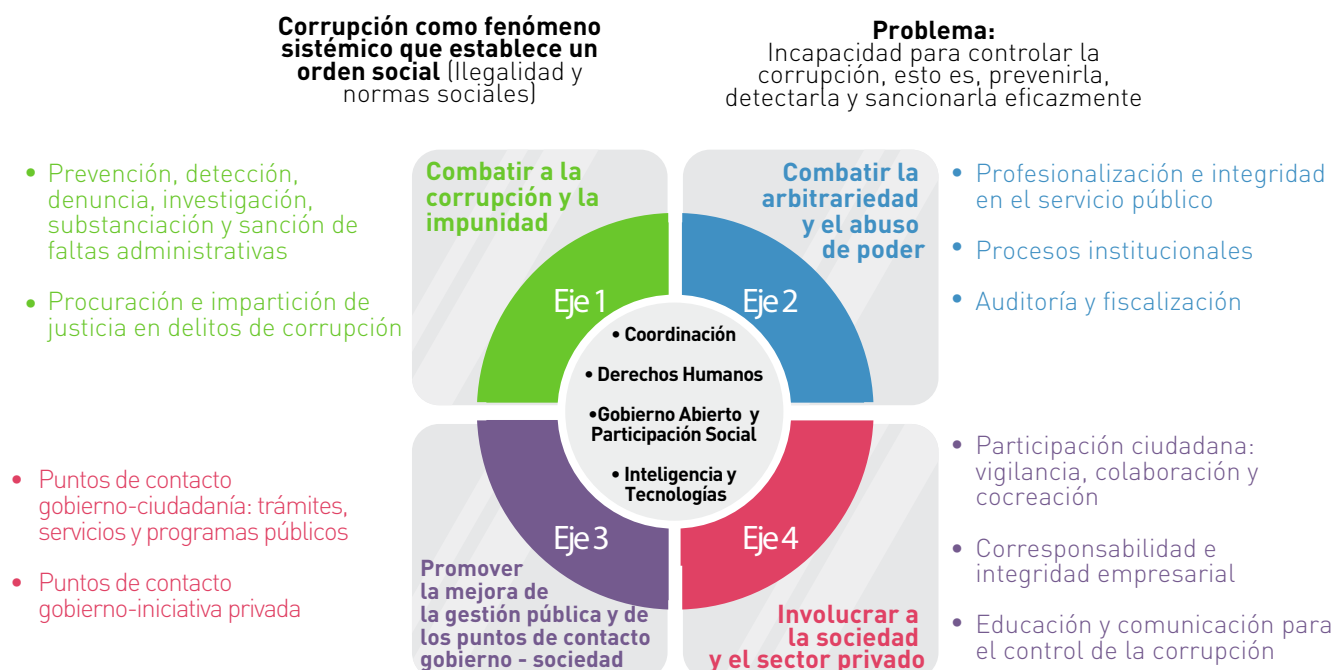 Corrupción como fenómeno
sistémico que establece un
orden social (Ilegalidad y
normas sociales)
Problema:
Incapacidad para controlar la
corrupción, esto es, prevenirla,
detectarla y sancionarla eficazmente
• Prevención, detección,
denuncia, investigación,
substanciación y sanción de
faltas administrativas
• Procuración e impartición de
justicia en delitos de corrupción
Combatir a la
corrupción y la
impunidad
Eje 1
Combatir la
arbitrariedad
y el abuso
de poder
Eje 2
• Profesionalización e integridad
en el servicio público
• Procesos institucionales
• Auditoría y fiscalización
• Coordinación
• Derechos Humanos
•Gobierno Abierto y
Participación Social
• Inteligencia y
Tecnologías
• Puntos de contacto
gobierno-ciudadanía: trámites,
servicios y programas públicos
• Puntos de contacto
gobierno-iniciativa privada
Eje 3
Promover
la mejora de
la gestión pública y de
los puntos de contacto
gobierno - sociedad
Eje 4
Involucrar a
la sociedad
y el sector privado
• Participación ciudadana:
vigilancia, colaboración y
cocreación
• Corresponsabilidad e
integridad empresarial
• Educación y comunicación para
el control de la corrupción